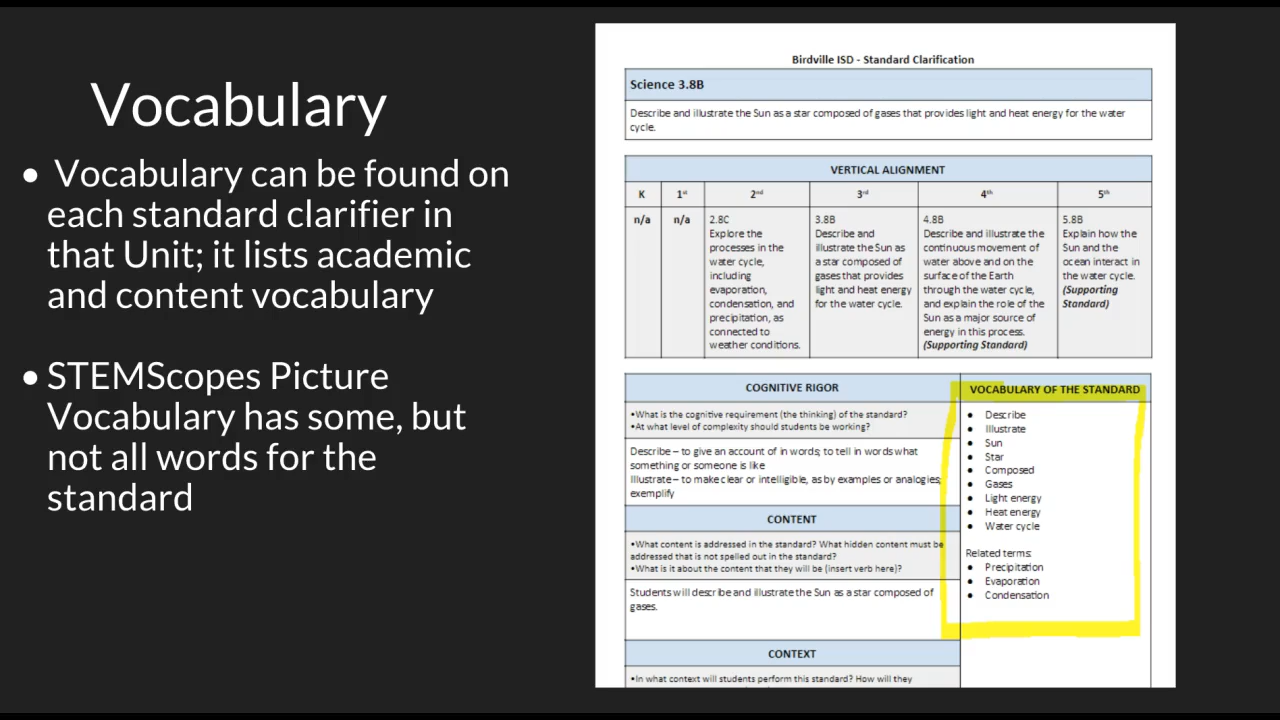 Vocabulary
• Vocabulary can be found on
each standard clarifier in
that Unit; it lists academic
and content vocabulary
• STEMScopes Picture
Vocabulary has some, but
not all words for the
standard
Birdville ISD - Standard Clarification
Science 3.8B
Describe and illustrate the Sun as a star composed of gases that provides light and heat energy for the water
cycle.
VERTICAL ALIGNMENT
K
1st
2nd
3rd
4th
5th
n/a
n/a
2.8C
Explore the
processes in the
water cycle,
including
evaporation,
condensation, and
precipitation, as
connected to
weather conditions.
3.8B
Describe and
illustrate the Sun as
a star composed of
gases that provides
light and heat energy
for the water cycle.
4.8B
Describe and illustrate the
continuous movement of
water above and on the
surface of the Earth
through the water cycle,
and explain the role of the
Sun as a major source of
energy in this process.
(Supporting Standard)
5.8B
Explain how the
Sun and the
ocean interact in
the water cycle.
(Supporting
Standard)
COGNITIVE RIGOR
•What is the cognitive requirement (the thinking) of the standard?
•At what level of complexity should students be working?
Describe – to give an account of in words; to tell in words what
something or someone is like
Illustrate – to make clear or intelligible, as by examples or analogies;
exemplify
CONTENT
•What content is addressed in the standard? What hidden content must be
addressed that is not spelled out in the standard?
•What is it about the content that they will be (insert verb here)?
Students will describe and illustrate the Sun as a star composed of
gases.
CONTEXT
•In what context will students perform this standard? How will they
VOCABULARY OF THE STANDARD
• Describe
• Illustrate
• Sun
• Star
• Composed
• Gases
• Light energy
• Heat energy
• Water cycle
Related terms:
• Precipitation
• Evaporation
• Condensation